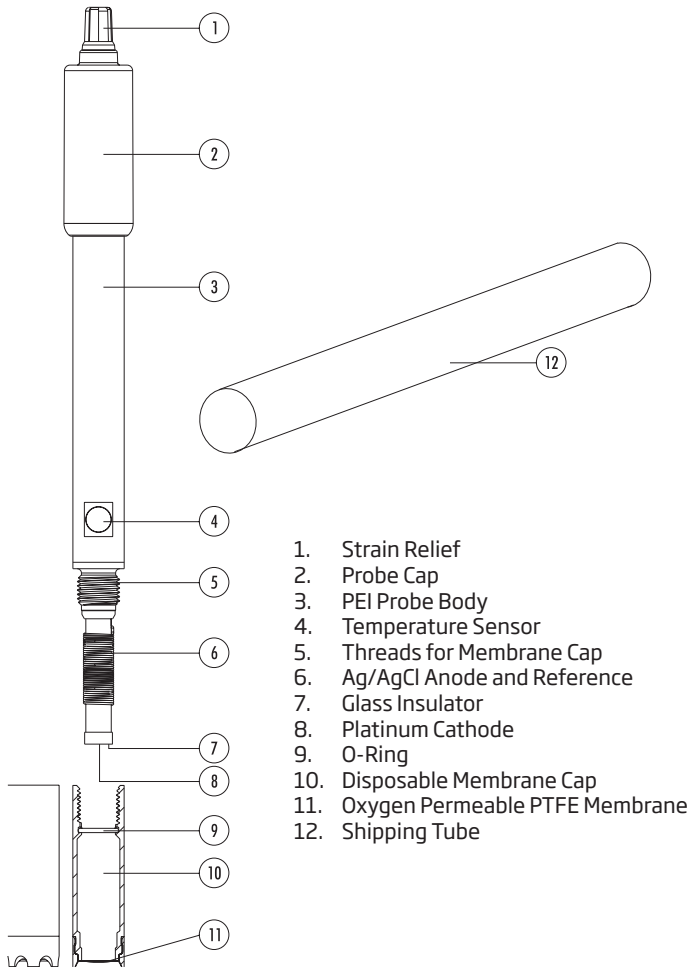 1
2
3
12
4
5
6
7
8
9
10
11
1. Strain Relief
2. Probe Cap
3. PEI Probe Body
4. Temperature Sensor
5. Threads for Membrane Cap
6. Ag/AgCl Anode and Reference
7. Glass Insulator
8. Platinum Cathode
9. O-Ring
10. Disposable Membrane Cap
11. Oxygen Permeable PTFE Membrane
12. Shipping Tube